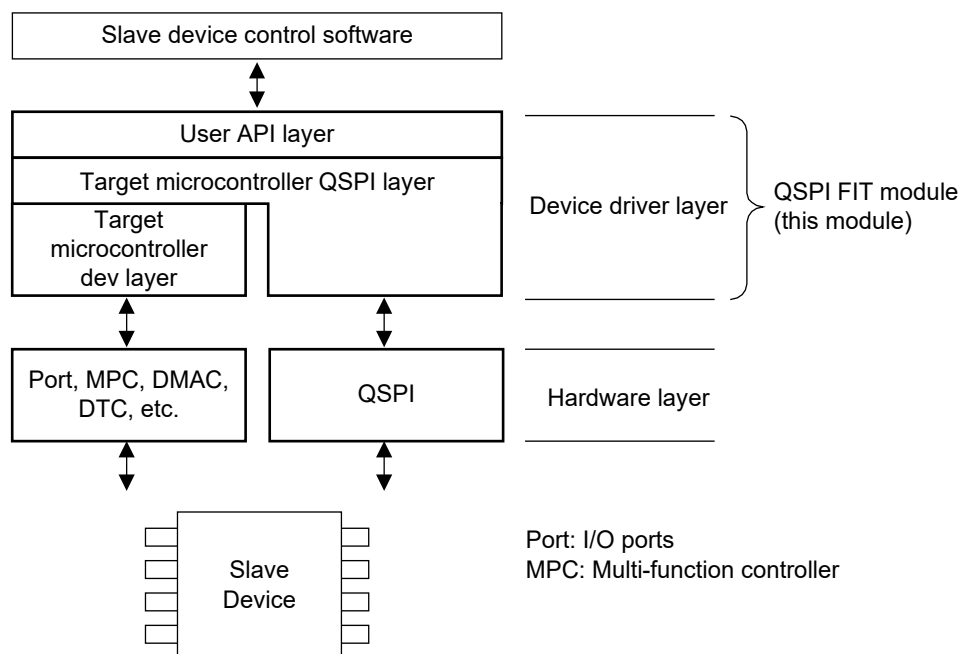 Slave device control software
User API layer
Target microcontroller QSPI layer
Target
microcontroller
dev layer
Device driver layer
QSPI FIT module
(this module)
Port, MPC, DMAC,
DTC, etc.
QSPI
Hardware layer
Slave
Device
Port: I/O ports
MPC: Multi-function controller